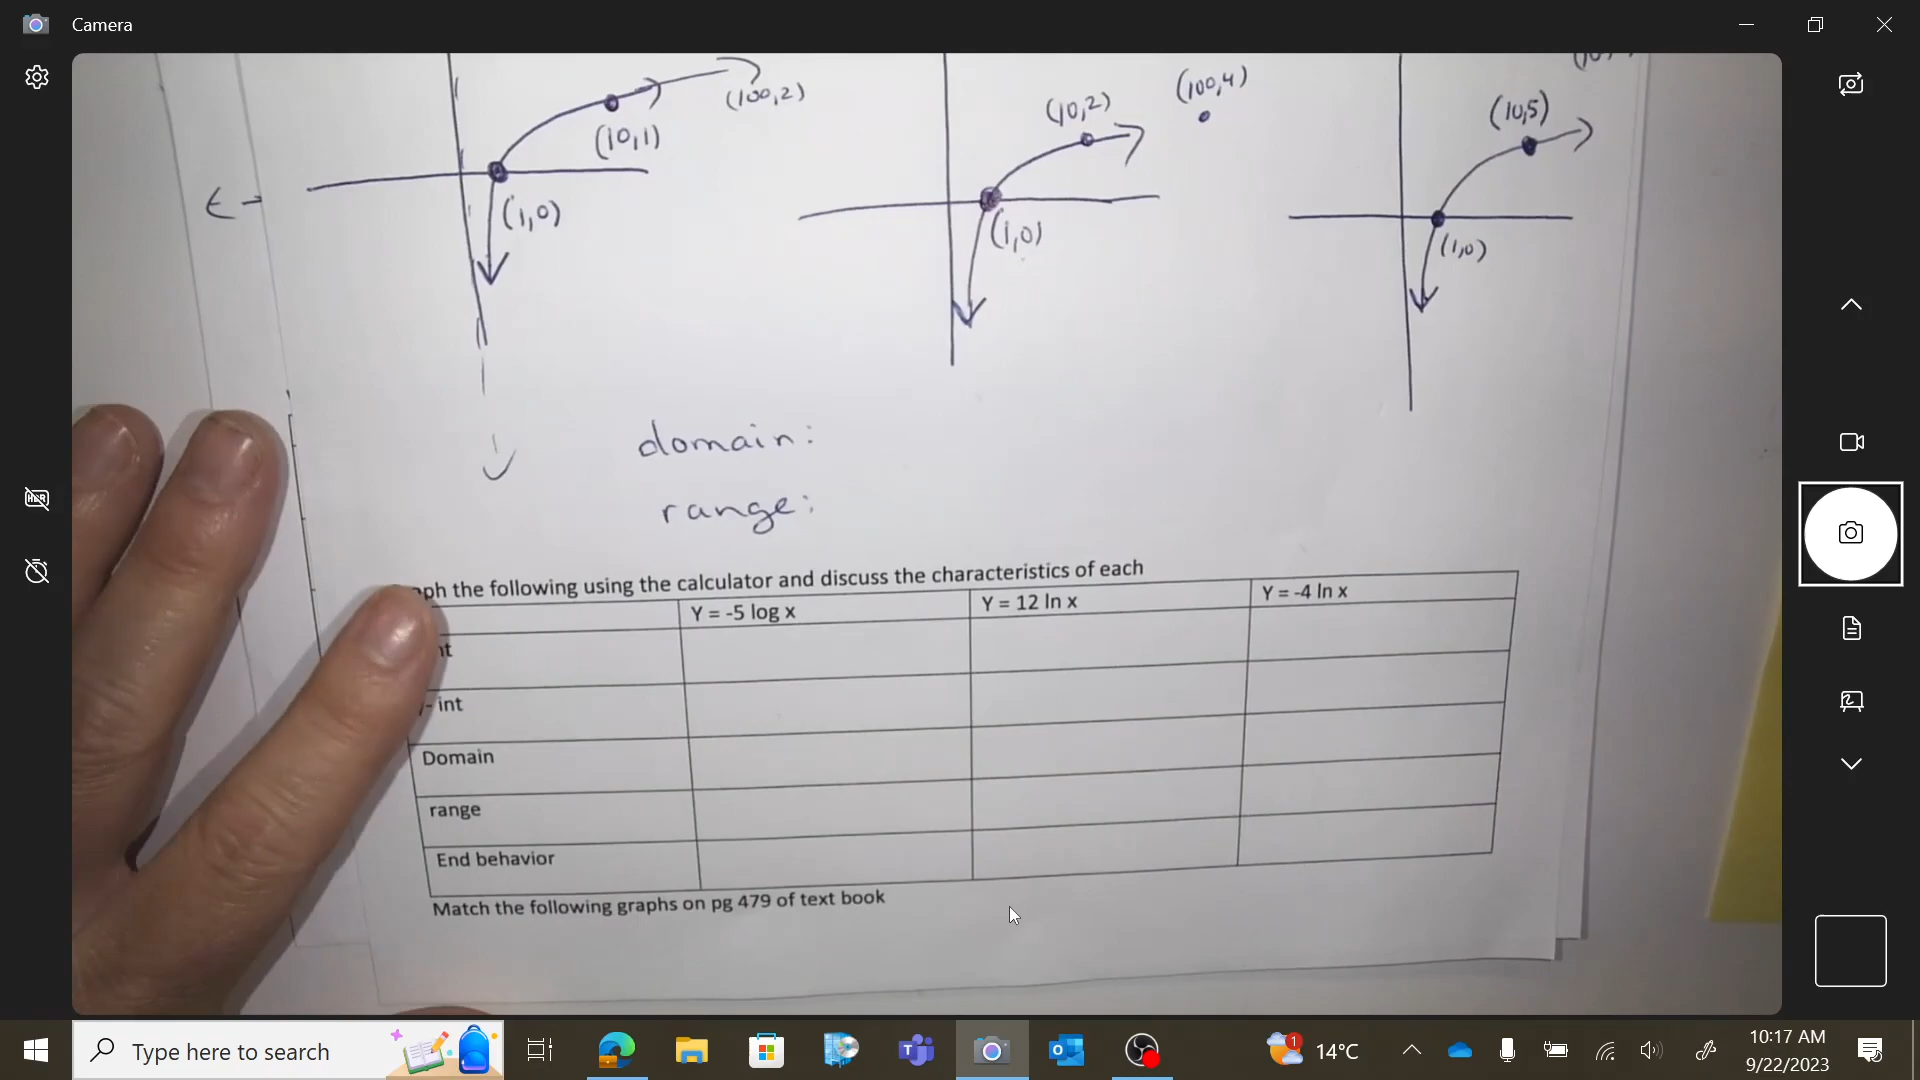 Camera
(100,2)
(10,1)
(1,0)
(10,2)
(100,4)
(1,0)
(10,5)
(1,0)
domain:
range:
ph the following using the calculator and discuss the characteristics of each
Y = -5 log x
Y = 12 ln x
Y = -4 ln x
nt
- int
Domain
range
End behavior
Match the following graphs on pg 479 of text book
Type here to search
1
14°C
10:17 AM
9/22/2023